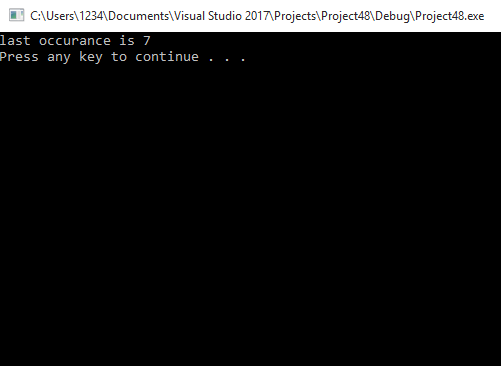 C:\Users\1234\Documents\Visual Studio 2017\Projects\Project48\Debug\Project48.exe
last occurance is 7
Press any key to continue . . .